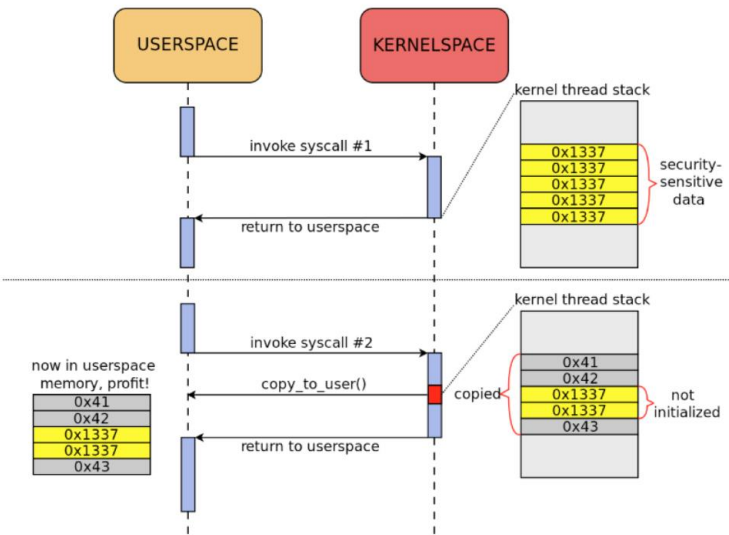 USERSPACE
KERNELSPACE
kernel thread stack
invoke syscall #1
0x1337
0x1337
0x1337
0x1337
0x1337
security-
sensitive
data
return to userspace
kernel thread stack
invoke syscall #2
now in userspace
memory, profit!
0x41
0x42
0x1337
0x1337
0x43
copy_to_user()
copied
0x41
0x42
0x1337
0x1337
0x43
not
initialized
return to userspace